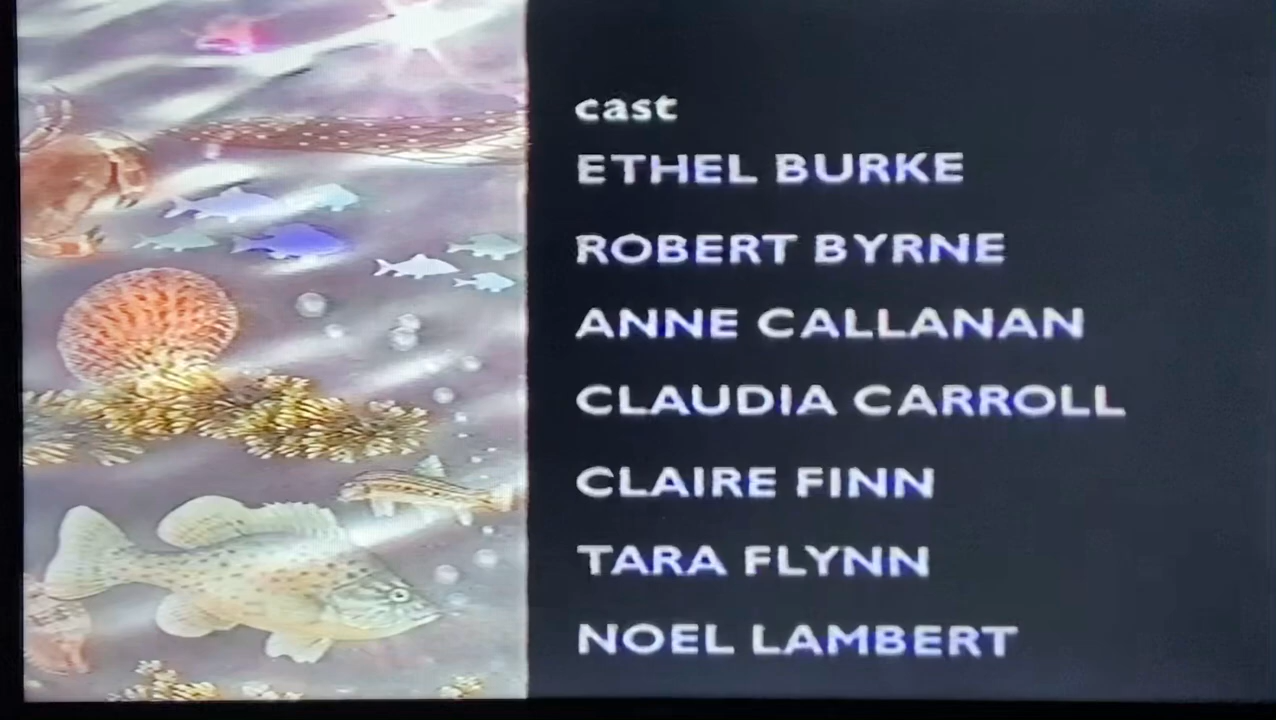 cast
ETHEL BURKE
ROBERT BYRNE
ANNE CALLANAN
CLAUDIA CARROLL
CLAIRE FINN
TARA FLYNN
NOEL LAMBERT